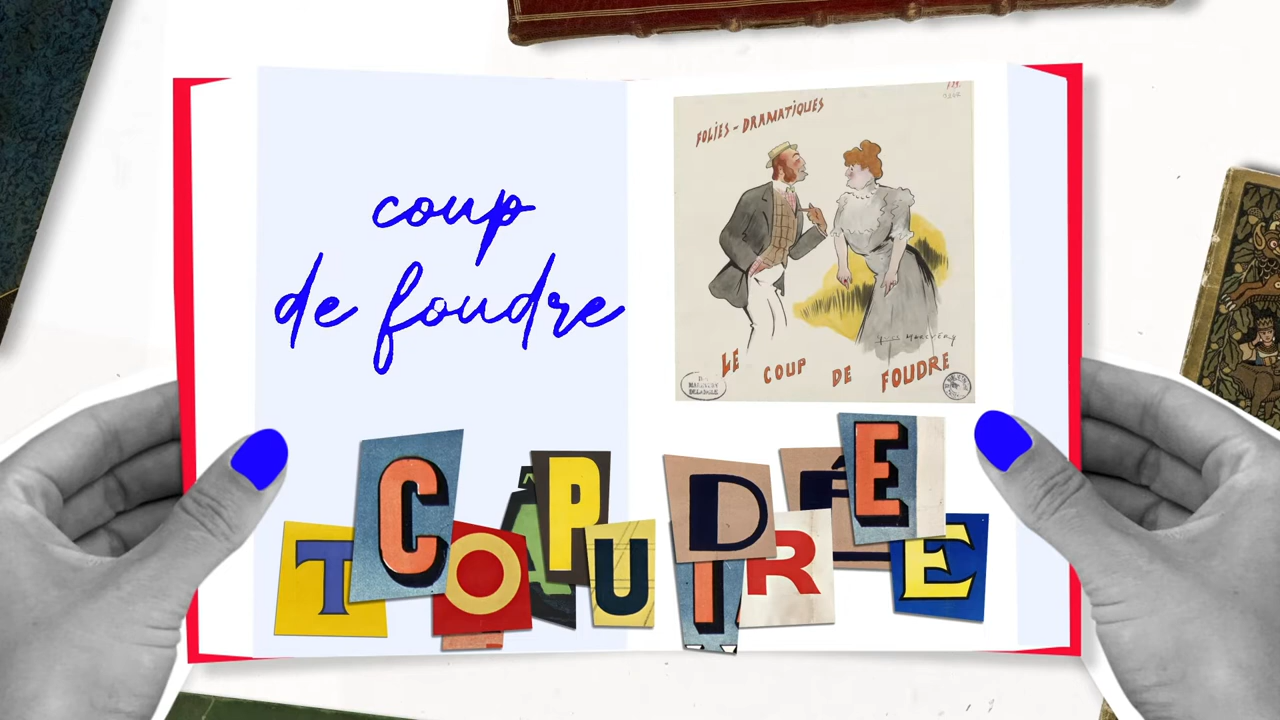 coup
de foudre
FOLIES-DRAMATIQUES
LE COUP DE FOUDRE
T C O P U D I R E E